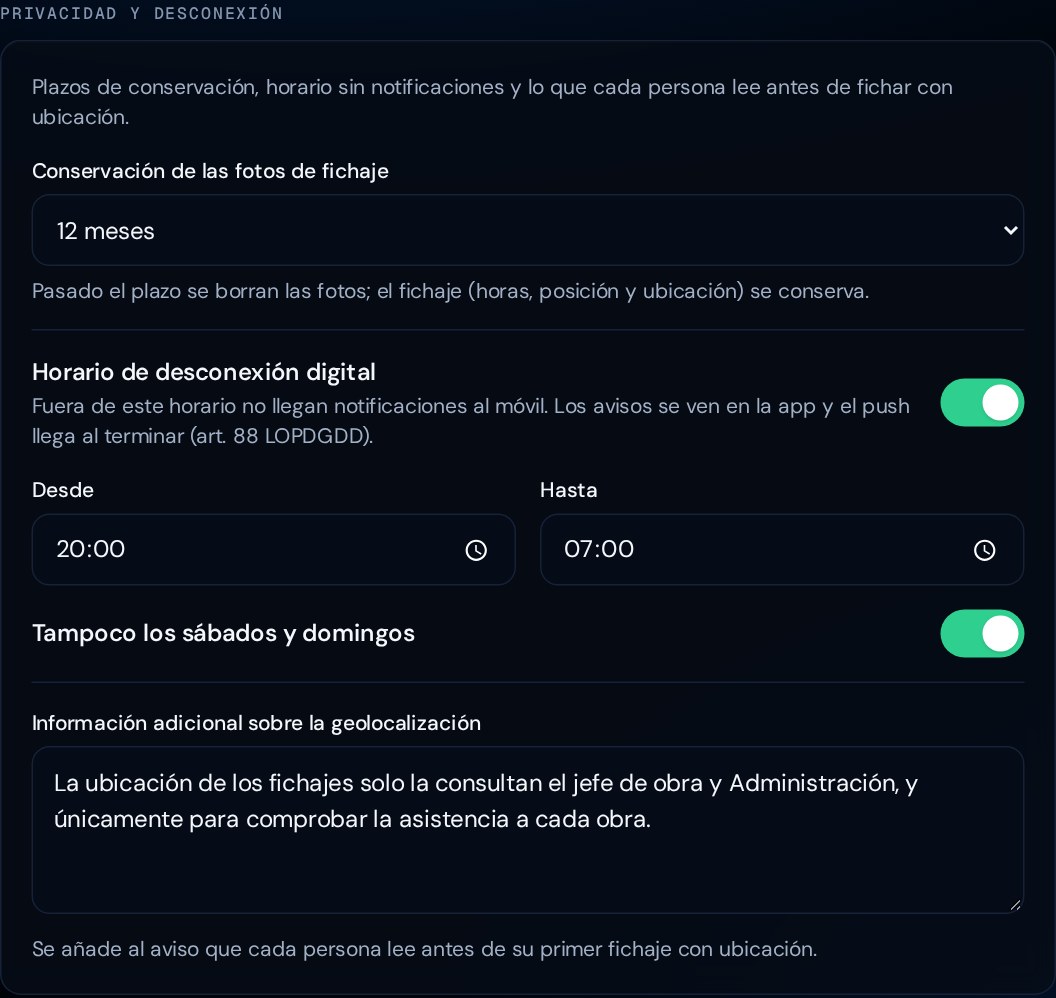 PRIVACIDAD Y DESCONEXIÓN
Plazos de conservación, horario sin notificaciones y lo que cada persona lee antes de fichar con
ubicación.
Conservación de las fotos de fichaje
12 meses
Pasado el plazo se borran las fotos; el fichaje (horas, posición y ubicación) se conserva.
Horario de desconexión digital
Fuera de este horario no llegan notificaciones al móvil. Los avisos se ven en la app y el push
llega al terminar (art. 88 LOPDGDD).
Desde
Hasta
20:00
07:00
Tampoco los sábados y domingos
Información adicional sobre la geolocalización
La ubicación de los fichajes solo la consultan el jefe de obra y Administración, y
únicamente para comprobar la asistencia a cada obra.
Se añade al aviso que cada persona lee antes de su primer fichaje con ubicación.